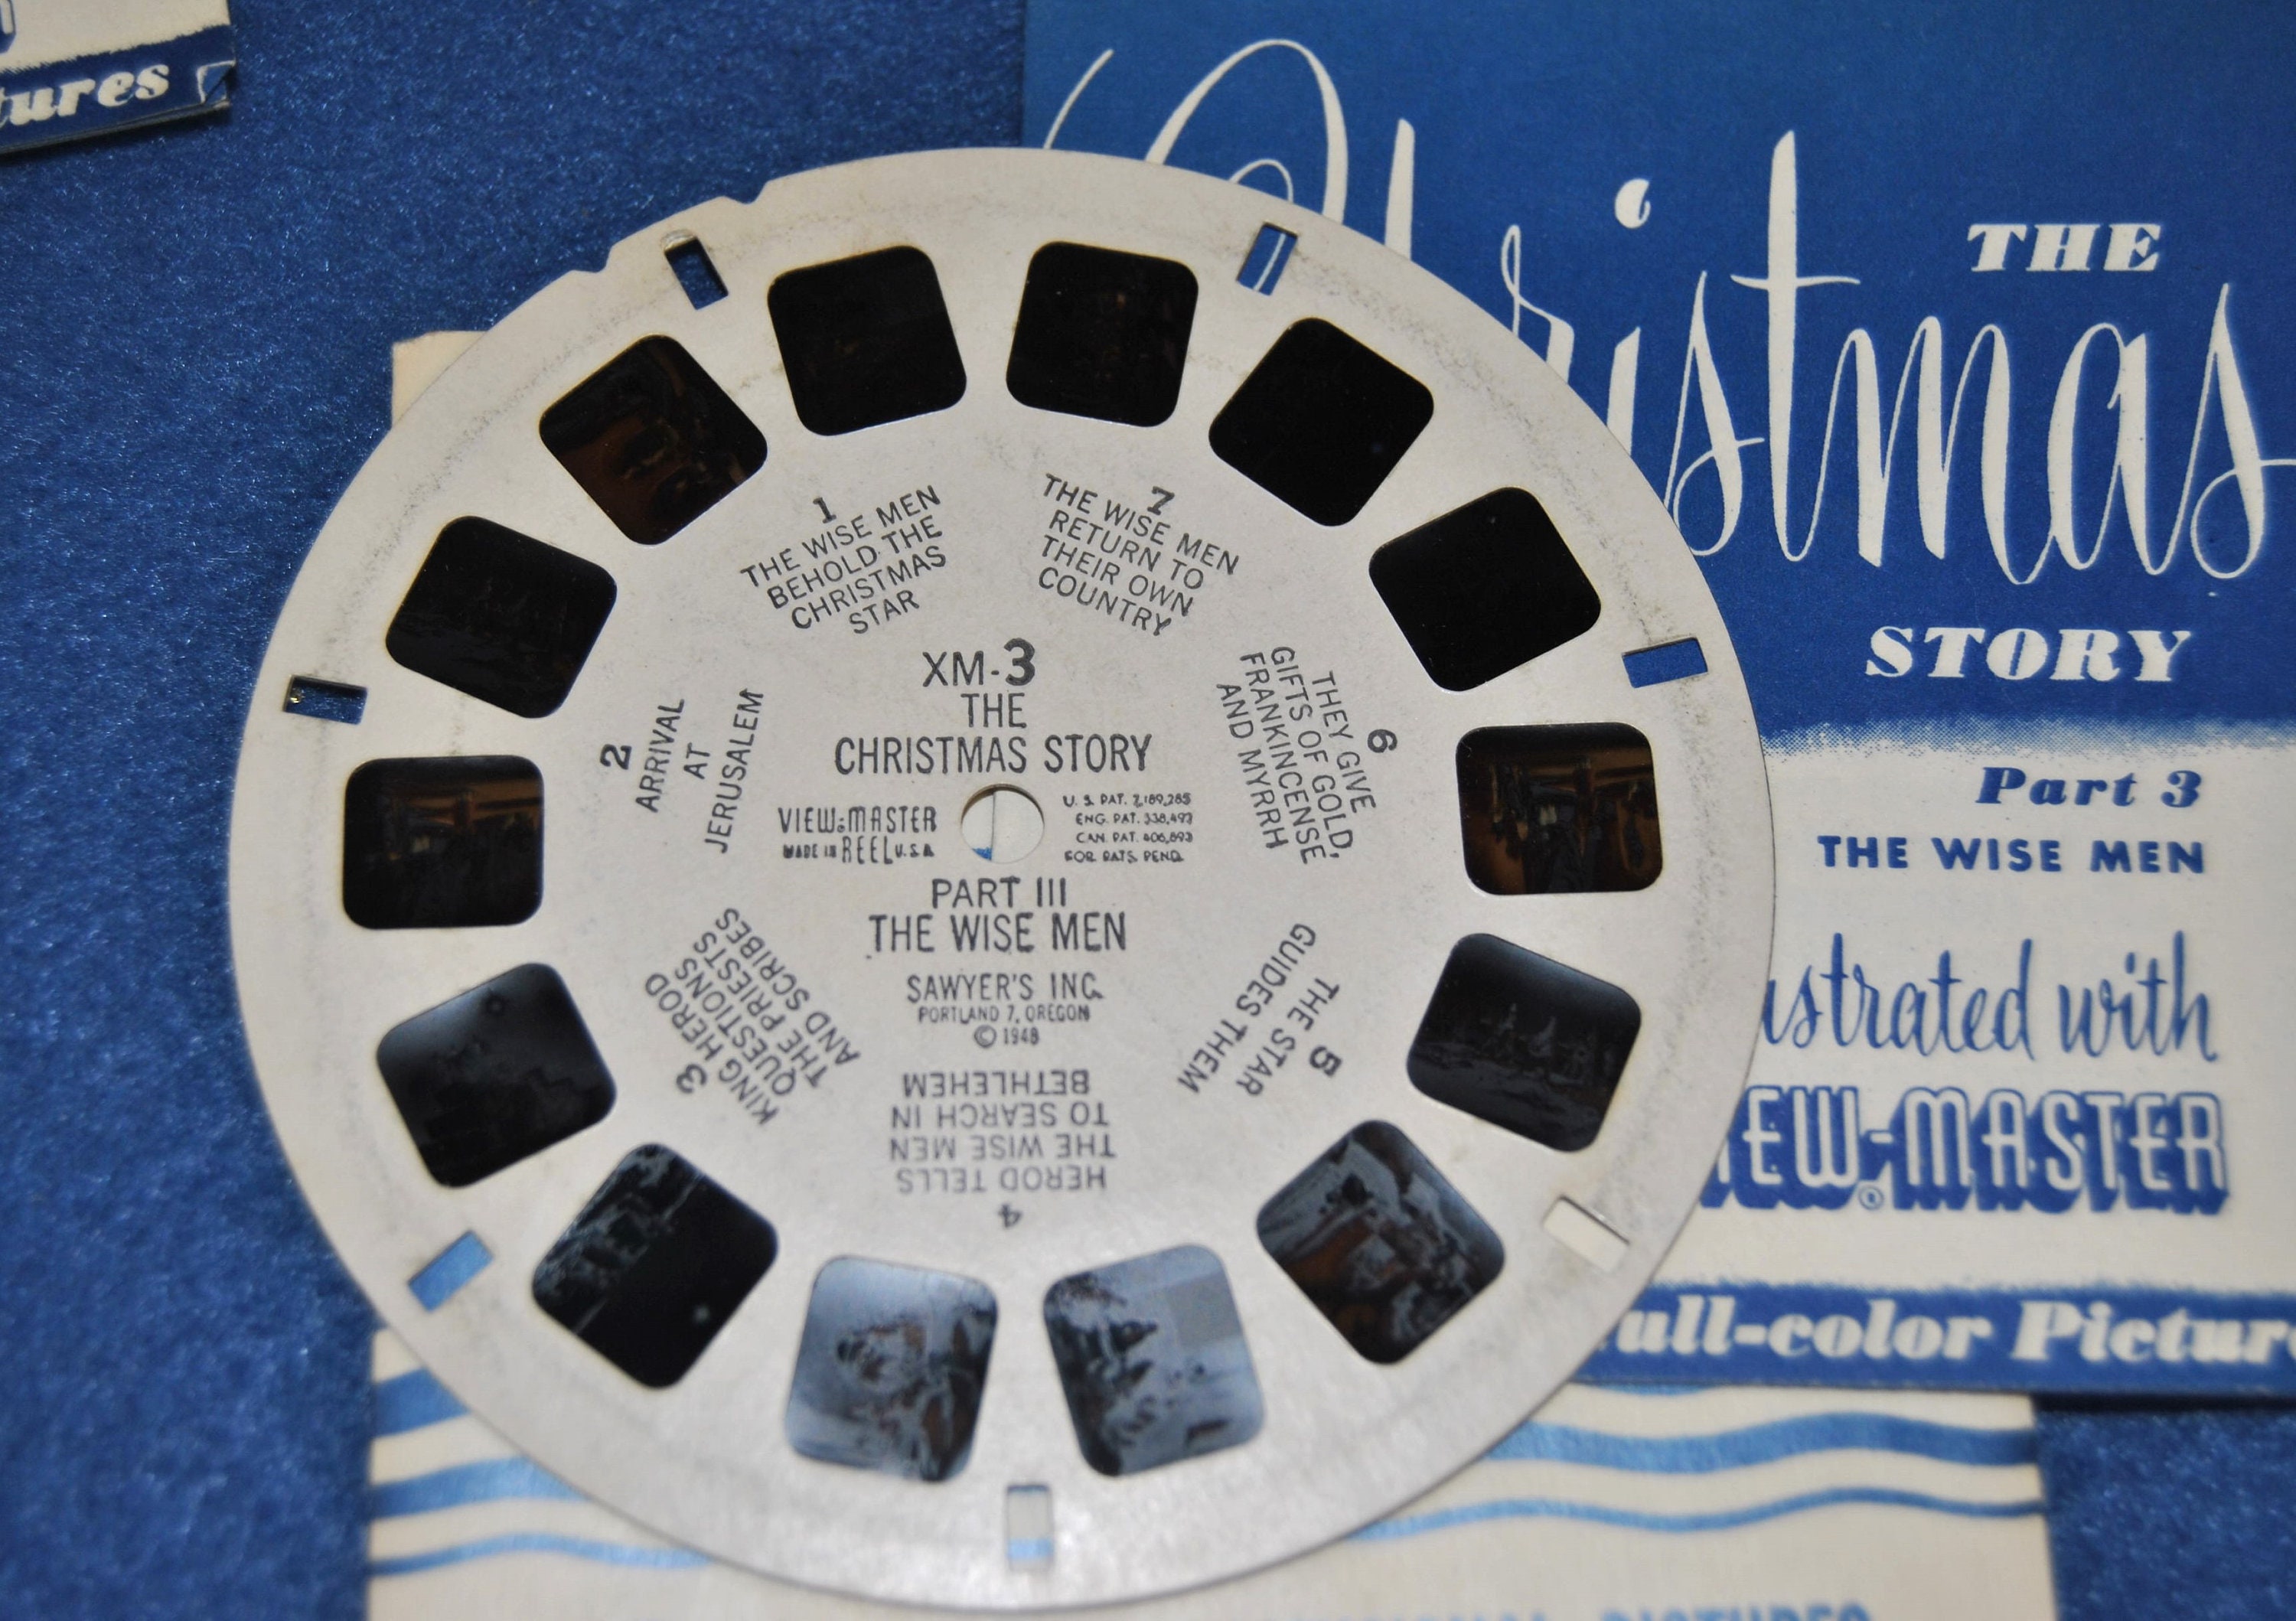 tures
THE
Christmas
STORY
Part 3
THE WISE MEN
ustrated with
IEW-MASTER
®
ull-color Pictur
1
THE WISE MEN
BEHOLD THE
CHRISTMAS
STAR
7
THE WISE MEN
RETURN TO
THEIR OWN
COUNTRY
2
ARRIVAL
AT
JERUSALEM
6
THEY GIVE
GIFTS OF GOLD,
FRANKINCENSE
AND MYRRH
XM-3
THE
CHRISTMAS STORY
VIEW-MASTER
MADE IN REEL U.S.A.
U.S. PAT. 2,189,285
ENG. PAT. 538,497
CAN. PAT. 406,893
FOR. PATS. PEND.
PART III
THE WISE MEN
SAWYER'S INC.
PORTLAND 7, OREGON
© 1948
3
KING HEROD
QUESTIONS
THE PRIESTS
AND SCRIBES
5
THE STAR
GUIDES THEM
4
HEROD TELLS
THE WISE MEN
TO SEARCH IN
BETHLEHEM
PICTURES